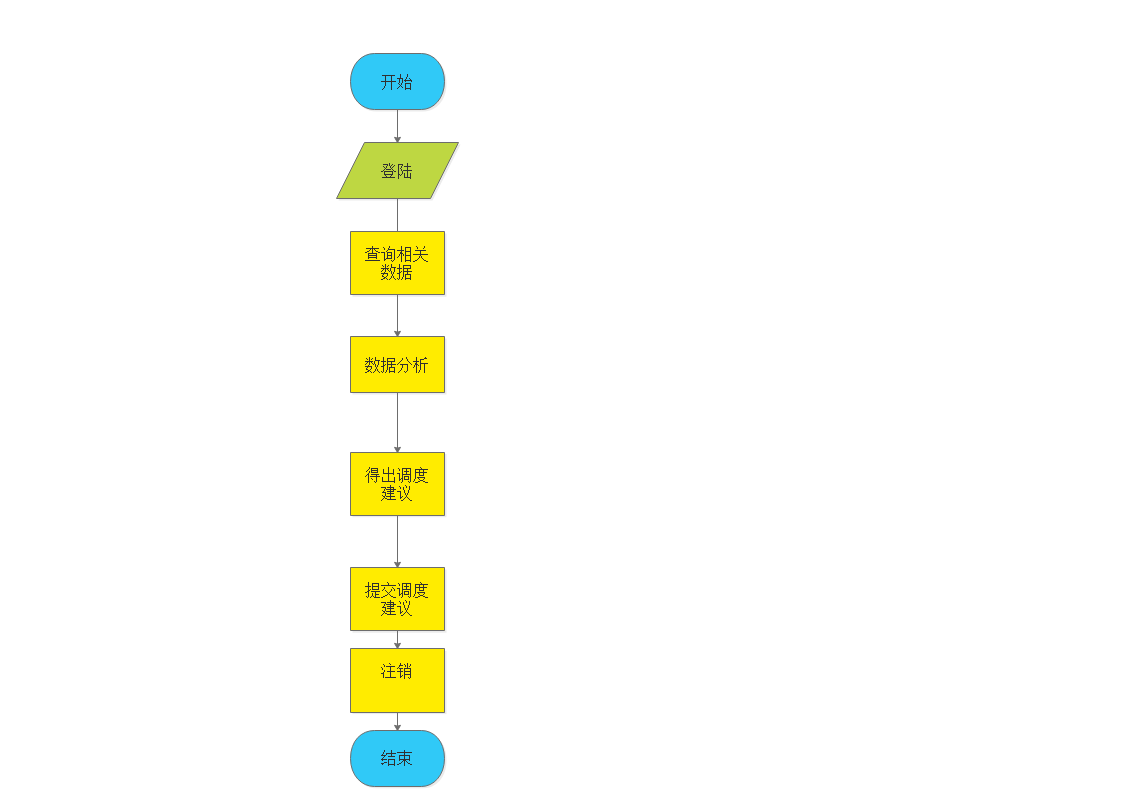 开始
登陆
查询相关
数据
数据分析
得出调度
建议
提交调度
建议
注销
结束